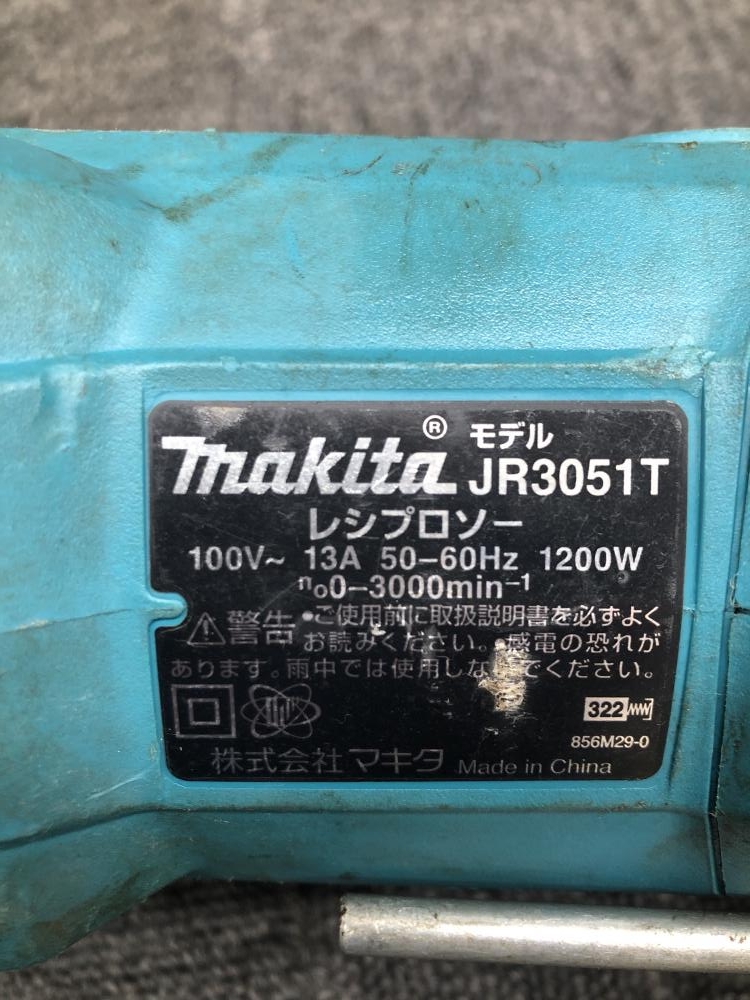 makita® モデル JR3051T
レシプロソー
100V~ 13A 50-60Hz 1200W
n₀0-3000min⁻¹
⚠警告 •ご使用前に取扱説明書を必ずよく
お読みください。•感電の恐れが
あります。雨中では使用しな でください。
322
856M29-0
株式会社マキタ Made in China